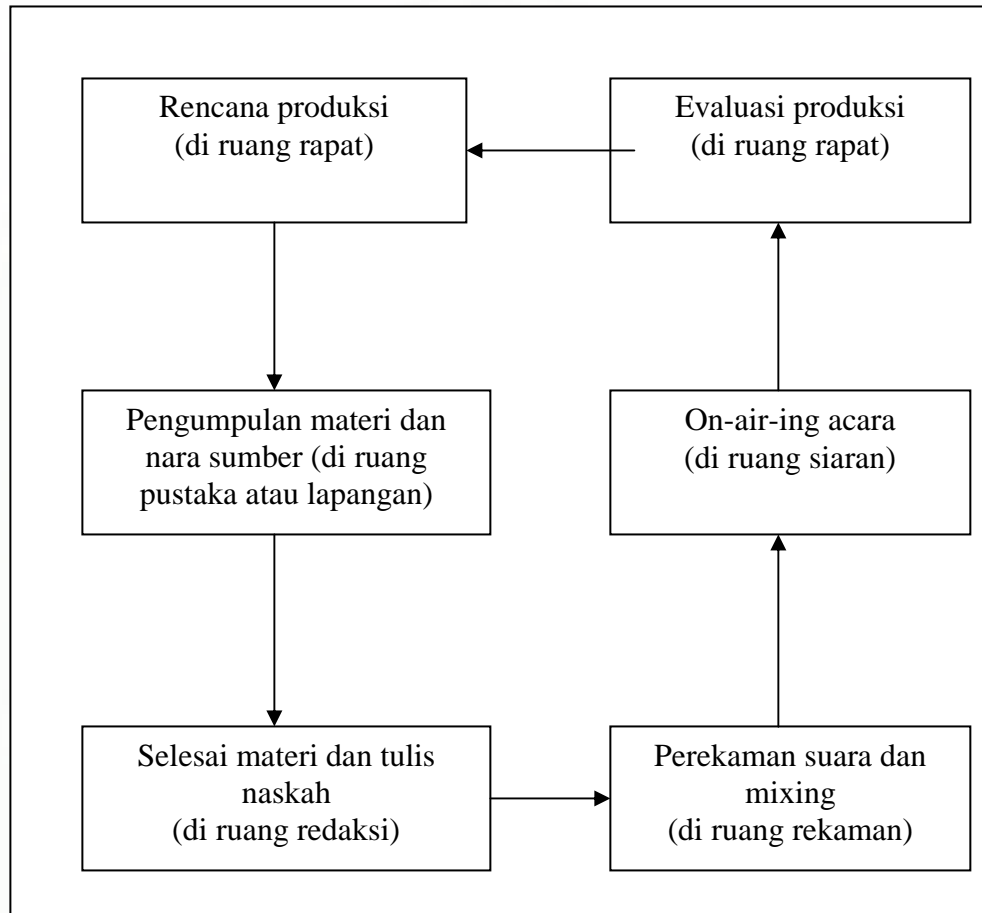 Rencana produksi
(di ruang rapat)
Evaluasi produksi
(di ruang rapat)
Pengumpulan materi dan
nara sumber (di ruang
pustaka atau lapangan)
On-air-ing acara
(di ruang siaran)
Selesai materi dan tulis
naskah
(di ruang redaksi)
Perekaman suara dan
mixing
(di ruang rekaman)